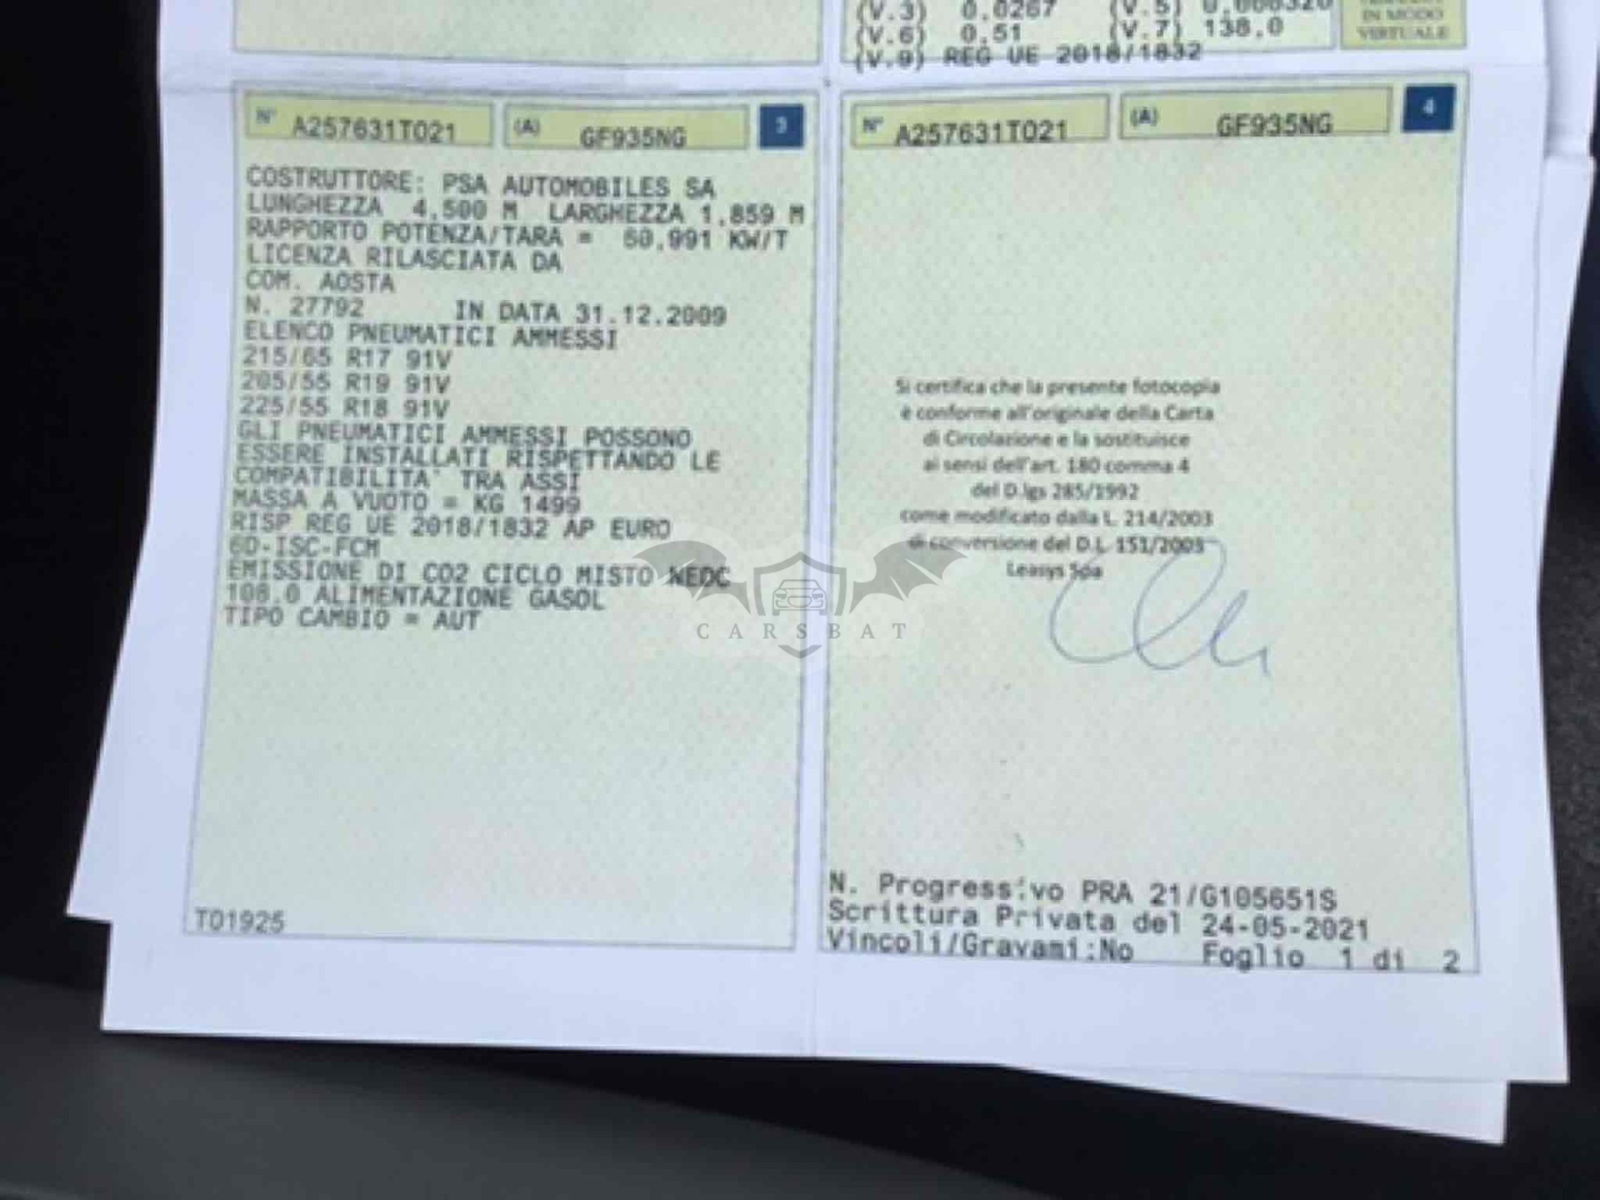 (V.3) 0.0267 (V.5) 0,000320
(V.6) 0,51 (V.7) 138,0
(V.9) REG UE 2018/1832
IN MODO
VIRTUALE
N° A257631T021 (A) GF935NG 3
COSTRUTTORE: PSA AUTOMOBILES SA
LUNGHEZZA 4,500 M LARGHEZZA 1,859 M
RAPPORTO POTENZA/TARA = 50,991 KW/T
LICENZA RILASCIATA DA
COM. AOSTA
N. 27792 IN DATA 31.12.2009
ELENCO PNEUMATICI AMMESSI
215/65 R17 91V
205/55 R19 91V
225/55 R18 91V
GLI PNEUMATICI AMMESSI POSSONO
ESSERE INSTALLATI RISPETTANDO LE
COMPATIBILITA' TRA ASSI
MASSA A VUOTO = KG 1499
RISP REG UE 2018/1832 AP EURO
6D-ISC-FCM
EMISSIONE DI CO2 CICLO MISTO NEDC
108.0 ALIMENTAZIONE GASOL
TIPO CAMBIO = AUT
T01925
N° A257631T021 (A) GF935NG 4
Si certifica che la presente fotocopia
è conforme all'originale della Carta
di Circolazione e la sostituisce
ai sensi dell'art. 180 comma 4
del D.lgs 285/1992
come modificato dalla L. 214/2003
di conversione del D.L. 151/2003
Leasys Spa
N. Progressivo PRA 21/G105651S
Scrittura Privata del 24-05-2021
Vincoli/Gravami:No Foglio 1 di 2
CARSBAT